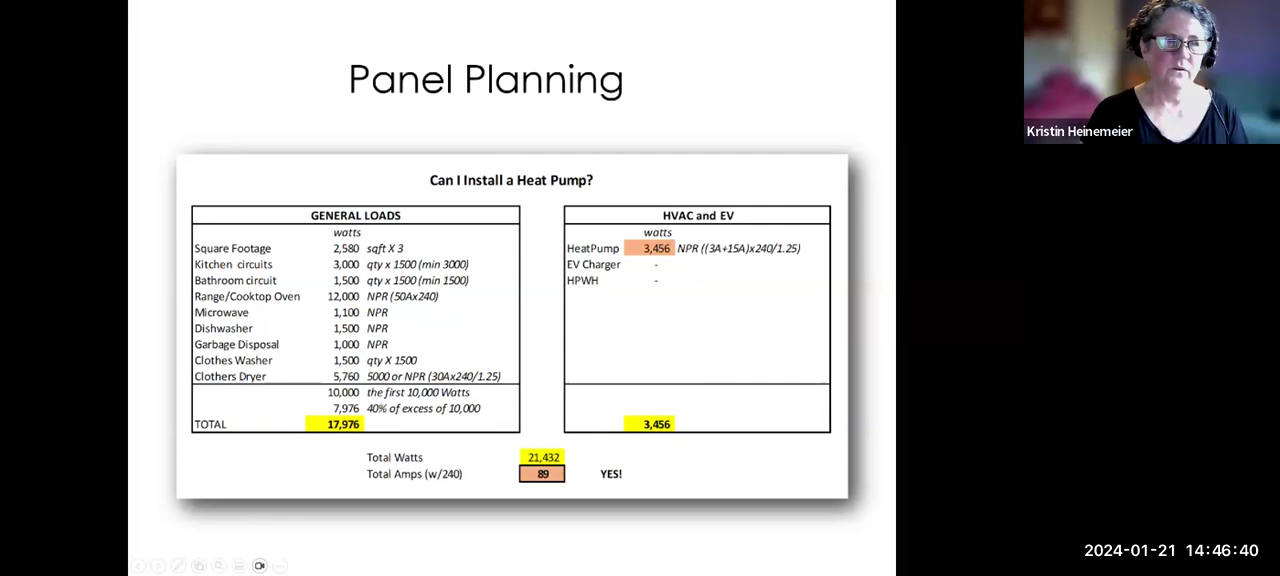 Panel Planning
Kristin Heinemeier
Can I Install a Heat Pump?
GENERAL LOADS
watts
Square Footage 2,580 sqft X 3
Kitchen circuits 3,000 qty x 1500 (min 3000)
Bathroom circuit 1,500 qty x 1500 (min 1500)
Range/Cooktop Oven 12,000 NPR (50Ax240)
Microwave 1,100 NPR
Dishwasher 1,500 NPR
Garbage Disposal 1,000 NPR
Clothes Washer 1,500 qty X 1500
Clothers Dryer 5,760 5000 or NPR (30Ax240/1.25)
10,000 the first 10,000 Watts
7,976 40% of excess of 10,000
TOTAL 17,976
HVAC and EV
watts
HeatPump 3,456 NPR ((3A+15A)x240/1.25)
EV Charger -
HPWH -
3,456
Total Watts 21,432
Total Amps (w/240) 89 YES!
2024-01-21 14:46:40